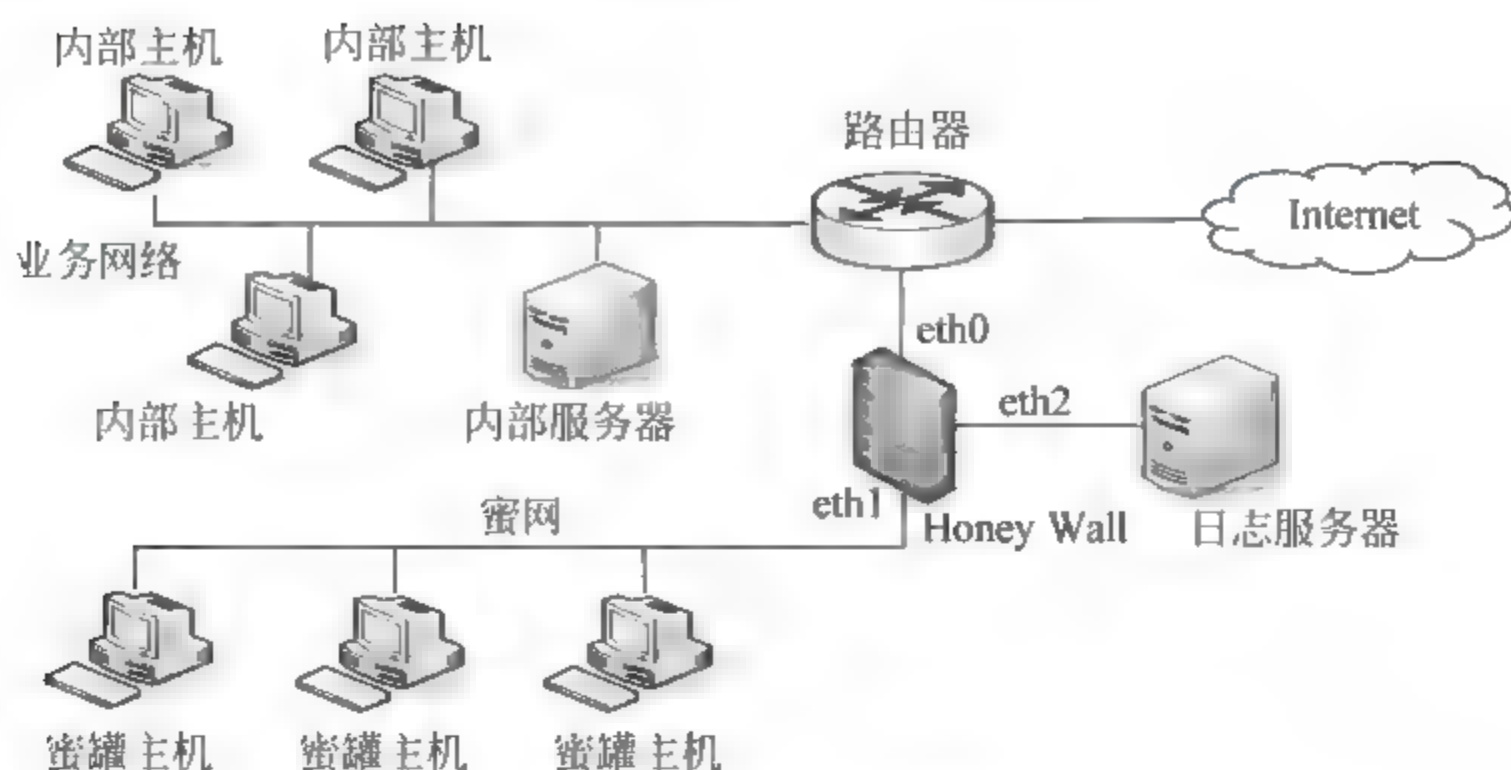 内部主机
内部主机
路由器
Internet
业务网络
eth0
内部主机
内部服务器
eth2
eth1
Honey Wall
日志服务器
蜜网
蜜罐主机
蜜罐主机
蜜罐主机